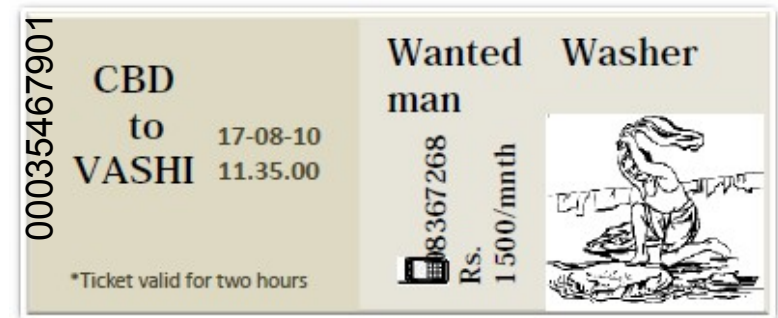 00035467901
CBD
to
VASHI
17-08-10
11.35.00
*Ticket valid for two hours
Wanted Washer
man
08367268
Rs.
1500/mnth